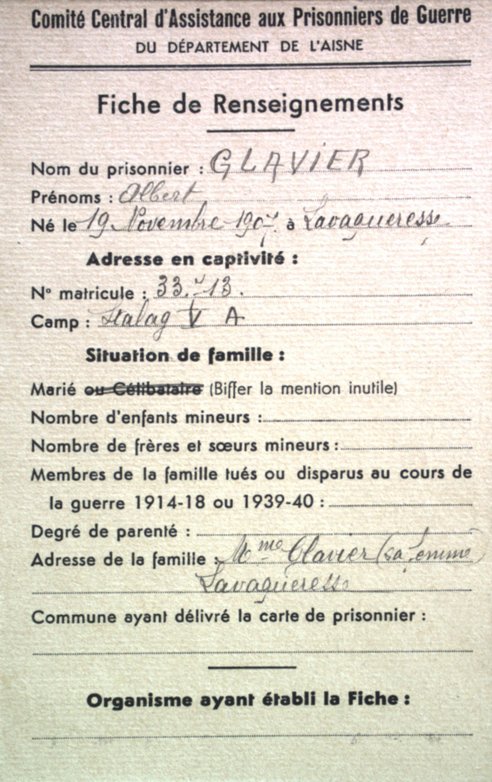 Comité Central d'Assistance aux Prisonniers de Guerre
DU DÉPARTEMENT DE L'AISNE
Fiche de Renseignements
Nom du prisonnier : GLAVIER
Prénoms : Albert
Né le 19 Novembre 1907 à Lavaqueresse
Adresse en captivité :
N° matricule : 33.713.
Camp : Stalag V A
Situation de famille :
Marié ou Célibataire (Biffer la mention inutile)
Nombre d'enfants mineurs :
Nombre de frères et sœurs mineurs :
Membres de la famille tués ou disparus au cours de
la guerre 1914-18 ou 1939-40 :
Degré de parenté :
Adresse de la famille : Mme Glavier (sa femme)
Lavaqueresse
Commune ayant délivré la carte de prisonnier :
Organisme ayant établi la Fiche :